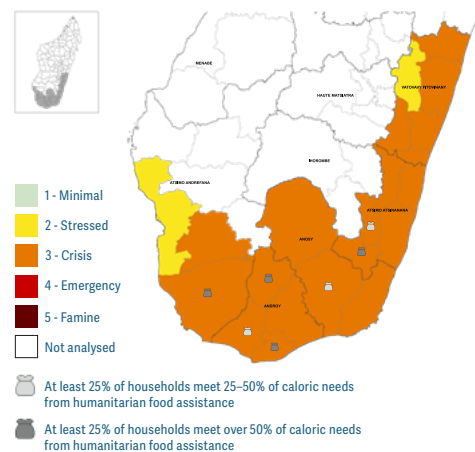 MENABE
HAUTE MATSIATRA
VATOVAVY FITOVINANY
IHOROMBE
ATSIMO ANDREFANA
ATSIMO ATSINANANA
ANOSY
ANDROY
1 - Minimal
2 - Stressed
3 - Crisis
4 - Emergency
5 - Famine
Not analysed
At least 25% of households meet 25–50% of caloric needs
from humanitarian food assistance
At least 25% of households meet over 50% of caloric needs
from humanitarian food assistance